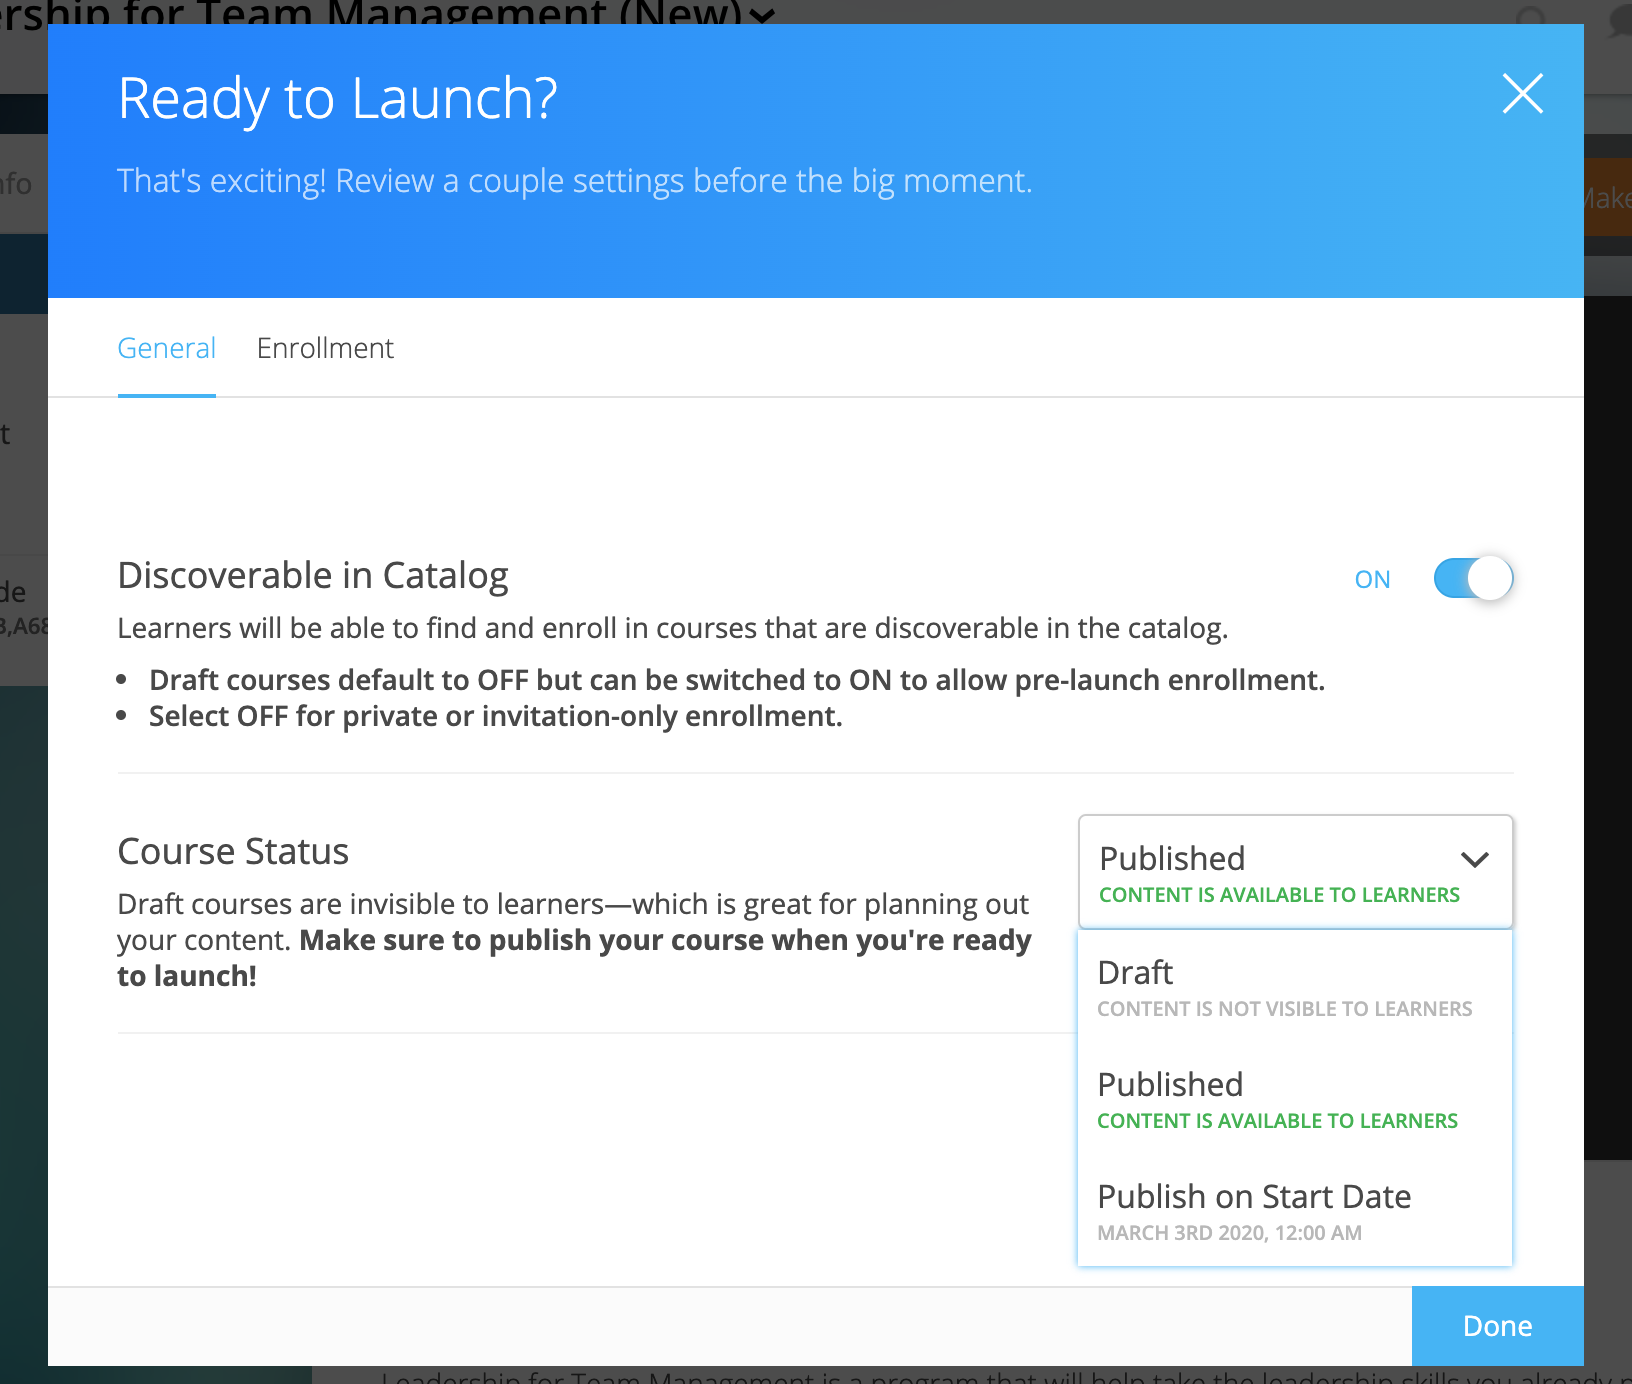 ership for Team Management (New)
Ready to Launch?
That's exciting! Review a couple settings before the big moment.
nfo
Make
General
Enrollment
t
Discoverable in Catalog
ON
de
3,A68
Learners will be able to find and enroll in courses that are discoverable in the catalog.
• Draft courses default to OFF but can be switched to ON to allow pre-launch enrollment.
• Select OFF for private or invitation-only enrollment.
Course Status
Draft courses are invisible to learners—which is great for planning out
your content. Make sure to publish your course when you're ready
to launch!
Published
CONTENT IS AVAILABLE TO LEARNERS
Draft
CONTENT IS NOT VISIBLE TO LEARNERS
Published
CONTENT IS AVAILABLE TO LEARNERS
Publish on Start Date
MARCH 3RD 2020, 12:00 AM
Done
Leadership for Team Management is a program that will help take the leadership skills you already